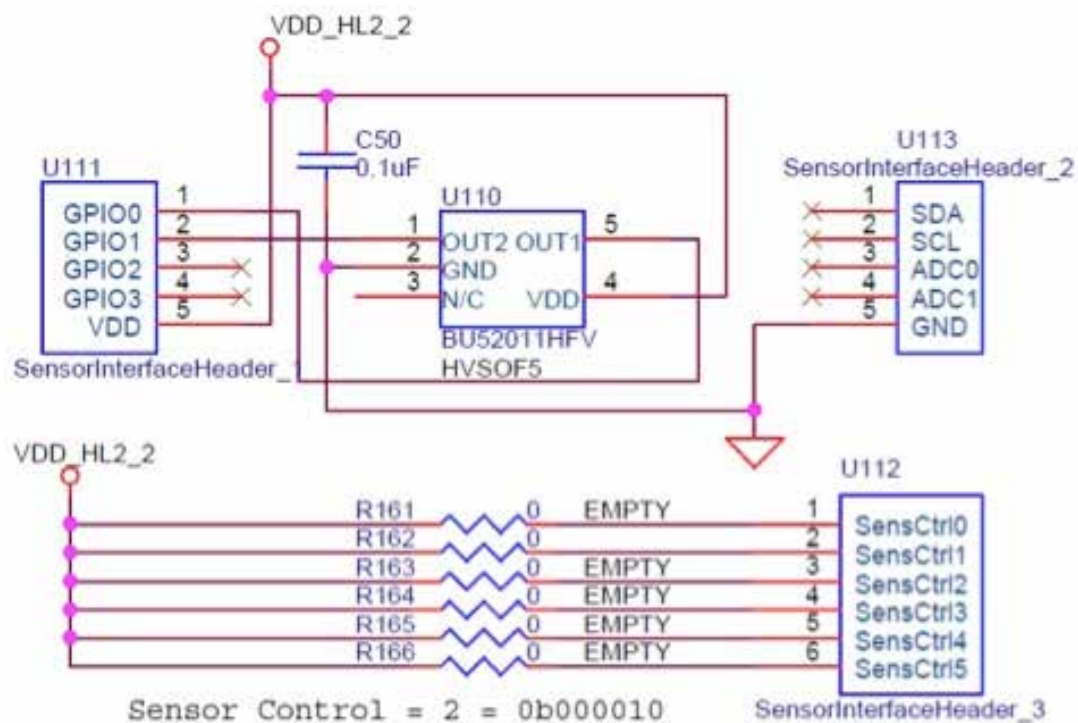 VDD_HL2_2
C50
0.1uF
U111
GPIO0 1
GPIO1 2
GPIO2 3
GPIO3 4
VDD 5
SensorInterfaceHeader_1
U110
1 OUT2 OUT1 5
2 GND
3 N/C VDD 4
BU52011HFV
HVSOF5
U113
SensorInterfaceHeader_2
1 SDA
2 SCL
3 ADC0
4 ADC1
5 GND
VDD_HL2_2
U112
R161 0 EMPTY 1 SensCtrl0
R162 0 2 SensCtrl1
R163 0 EMPTY 3 SensCtrl2
R164 0 EMPTY 4 SensCtrl3
R165 0 EMPTY 5 SensCtrl4
R166 0 EMPTY 6 SensCtrl5
Sensor Control = 2 = 0b000010
SensorInterfaceHeader_3